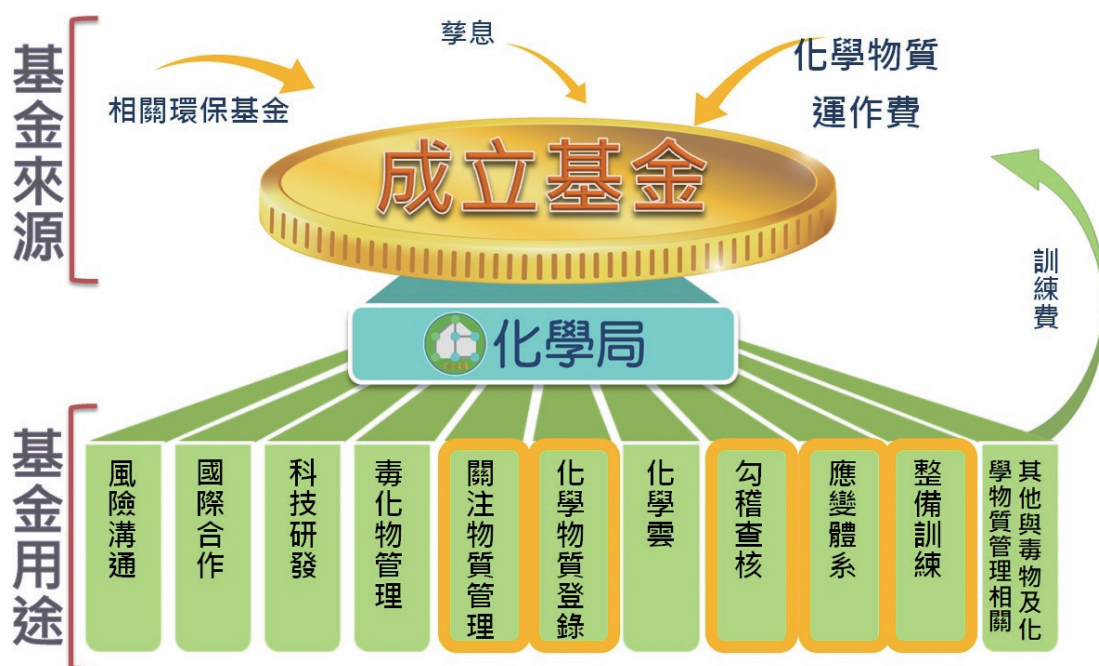 基金來源
相關環保基金
孳息
化學物質
運作費
成立基金
訓練費
化學局
基金用途
風險溝通
國際合作
科技研發
毒化物管理
關注物質管理
化學物質登錄
化學雲
勾稽查核
應變體系
整備訓練
其他與毒物及化
學物質管理相關